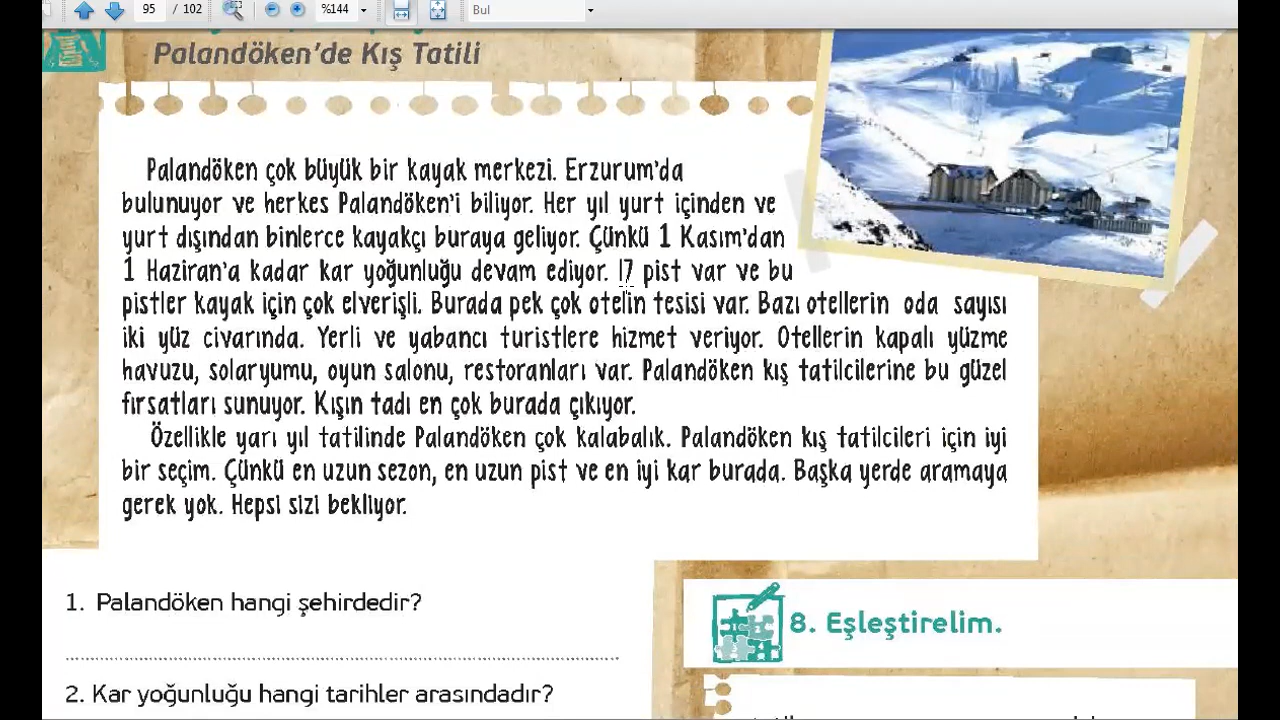 95 / 102 %144 Bul
Palandöken'de Kış Tatili
Palandöken çok büyük bir kayak merkezi. Erzurum'da
bulunuyor ve herkes Palandöken'i biliyor. Her yıl yurt içinden ve
yurt dışından binlerce kayakçı buraya geliyor. Çünkü 1 Kasım'dan
1 Haziran'a kadar kar yoğunluğu devam ediyor. 17 pist var ve bu
pistler kayak için çok elverişli. Burada pek çok otelin tesisi var. Bazı otellerin oda sayısı
iki yüz civarında. Yerli ve yabancı turistlere hizmet veriyor. Otellerin kapalı yüzme
havuzu, solaryumu, oyun salonu, restoranları var. Palandöken kış tatilcilerine bu güzel
fırsatları sunuyor. Kışın tadı en çok burada çıkıyor.
Özellikle yarı yıl tatilinde Palandöken çok kalabalık. Palandöken kış tatilcileri için iyi
bir seçim. Çünkü en uzun sezon, en uzun pist ve en iyi kar burada. Başka yerde aramaya
gerek yok. Hepsi sizi bekliyor.
1. Palandöken hangi şehirdedir?
2. Kar yoğunluğu hangi tarihler arasındadır?
8. Eşleştirelim.